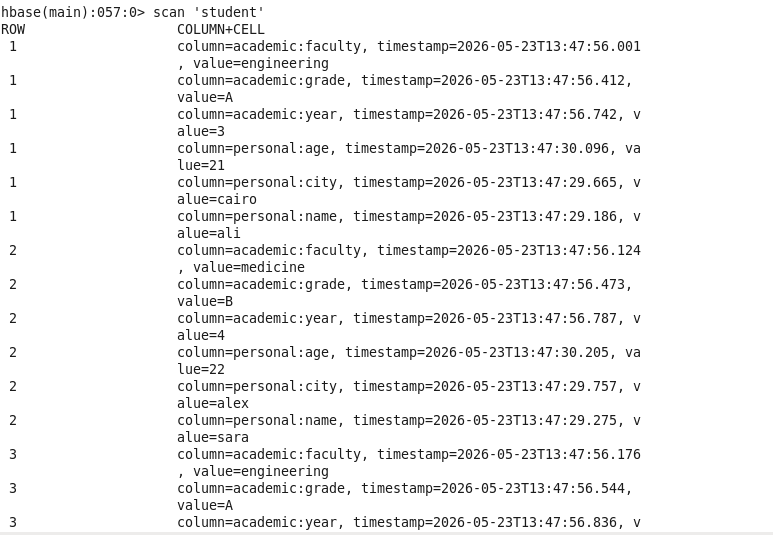 hbase(main):057:0> scan 'student'
ROW                   COLUMN+CELL
 1                    column=academic:faculty, timestamp=2026-05-23T13:47:56.001
                      , value=engineering
 1                    column=academic:grade, timestamp=2026-05-23T13:47:56.412,
                      value=A
 1                    column=academic:year, timestamp=2026-05-23T13:47:56.742, v
                      alue=3
 1                    column=personal:age, timestamp=2026-05-23T13:47:30.096, va
                      lue=21
 1                    column=personal:city, timestamp=2026-05-23T13:47:29.665, v
                      alue=cairo
 1                    column=personal:name, timestamp=2026-05-23T13:47:29.186, v
                      alue=ali
 2                    column=academic:faculty, timestamp=2026-05-23T13:47:56.124
                      , value=medicine
 2                    column=academic:grade, timestamp=2026-05-23T13:47:56.473,
                      value=B
 2                    column=academic:year, timestamp=2026-05-23T13:47:56.787, v
                      alue=4
 2                    column=personal:age, timestamp=2026-05-23T13:47:30.205, va
                      lue=22
 2                    column=personal:city, timestamp=2026-05-23T13:47:29.757, v
                      alue=alex
 2                    column=personal:name, timestamp=2026-05-23T13:47:29.275, v
                      alue=sara
 3                    column=academic:faculty, timestamp=2026-05-23T13:47:56.176
                      , value=engineering
 3                    column=academic:grade, timestamp=2026-05-23T13:47:56.544,
                      value=A
 3                    column=academic:year, timestamp=2026-05-23T13:47:56.836, v